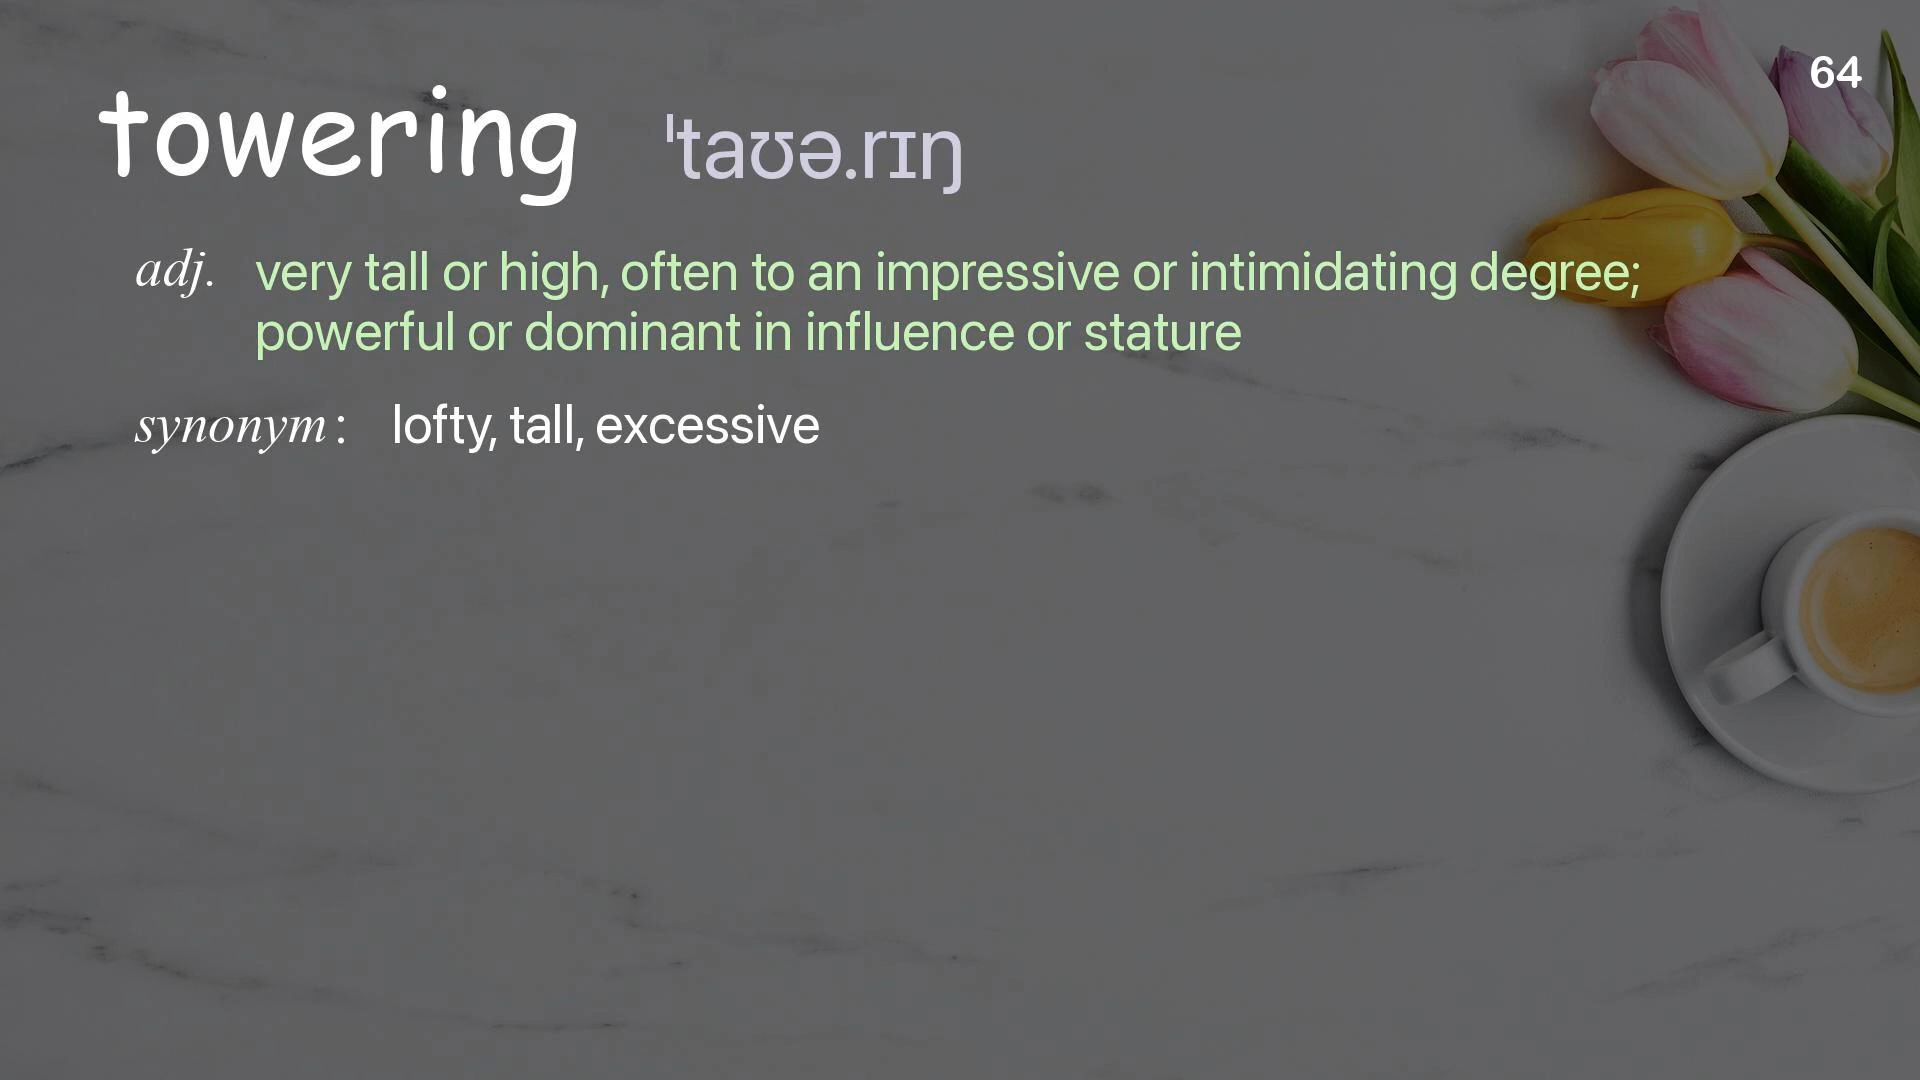 64
towering ˈtaʊə.rɪŋ
adj. very tall or high, often to an impressive or intimidating degree;
powerful or dominant in influence or stature
synonym : lofty, tall, excessive